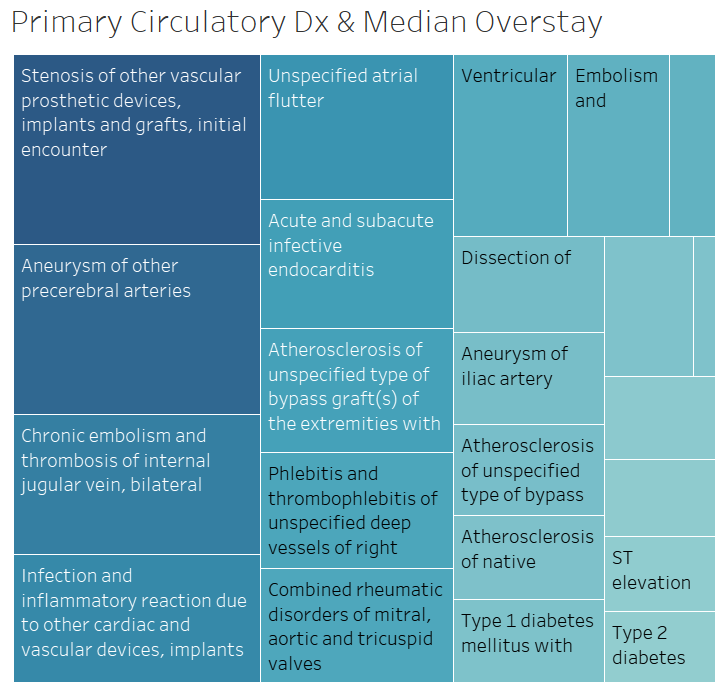 Primary Circulatory Dx & Median Overstay
Stenosis of other vascular
prosthetic devices,
implants and grafts, initial
encounter
Aneurysm of other
precerebral arteries
Chronic embolism and
thrombosis of internal
jugular vein, bilateral
Infection and
inflammatory reaction due
to other cardiac and
vascular devices, implants
Unspecified atrial
flutter
Acute and subacute
infective
endocarditis
Atherosclerosis of
unspecified type of
bypass graft(s) of
the extremities with
Phlebitis and
thrombophlebitis of
unspecified deep
vessels of right
Combined rheumatic
disorders of mitral,
aortic and tricuspid
valves
Ventricular
Embolism
and
Dissection of
Aneurysm of
iliac artery
Atherosclerosis
of unspecified
type of bypass
Atherosclerosis
of native
Type 1 diabetes
mellitus with
ST
elevation
Type 2
diabetes